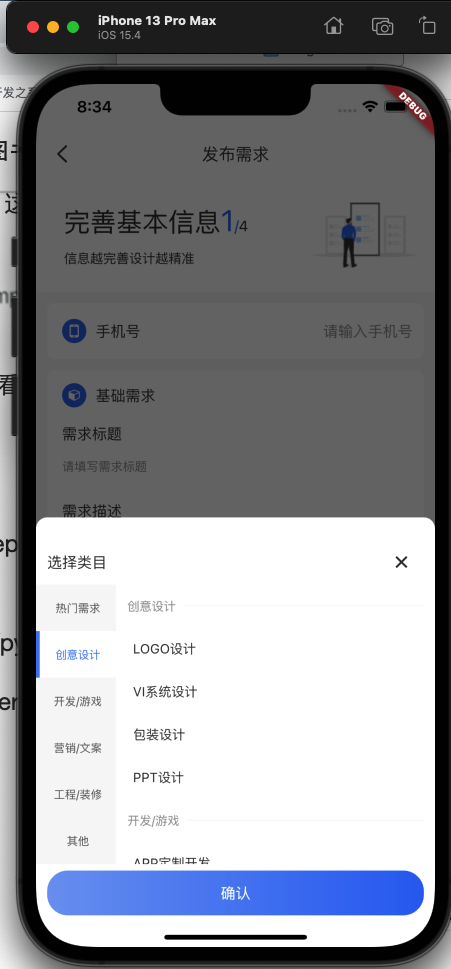 iPhone 13 Pro Max
iOS 15.4
8:34
DEBUG
发布需求
完善基本信息1/4
信息越完善设计越精准
手机号
请输入手机号
基础需求
需求标题
请填写需求标题
需求描述
选择类目
热门需求
创意设计
开发/游戏
营销/文案
工程/装修
其他
创意设计
LOGO设计
VI系统设计
包装设计
PPT设计
开发/游戏
APP定制开发
确认